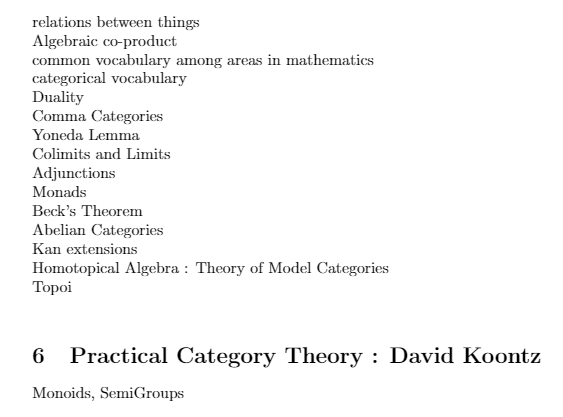 relations between things
Algebraic co-product
common vocabulary among areas in mathematics
categorical vocabulary
Duality
Comma Categories
Yoneda Lemma
Colimits and Limits
Adjunctions
Monads
Beck's Theorem
Abelian Categories
Kan extensions
Homotopical Algebra : Theory of Model Categories
Topoi
6 Practical Category Theory : David Koontz
Monoids, SemiGroups